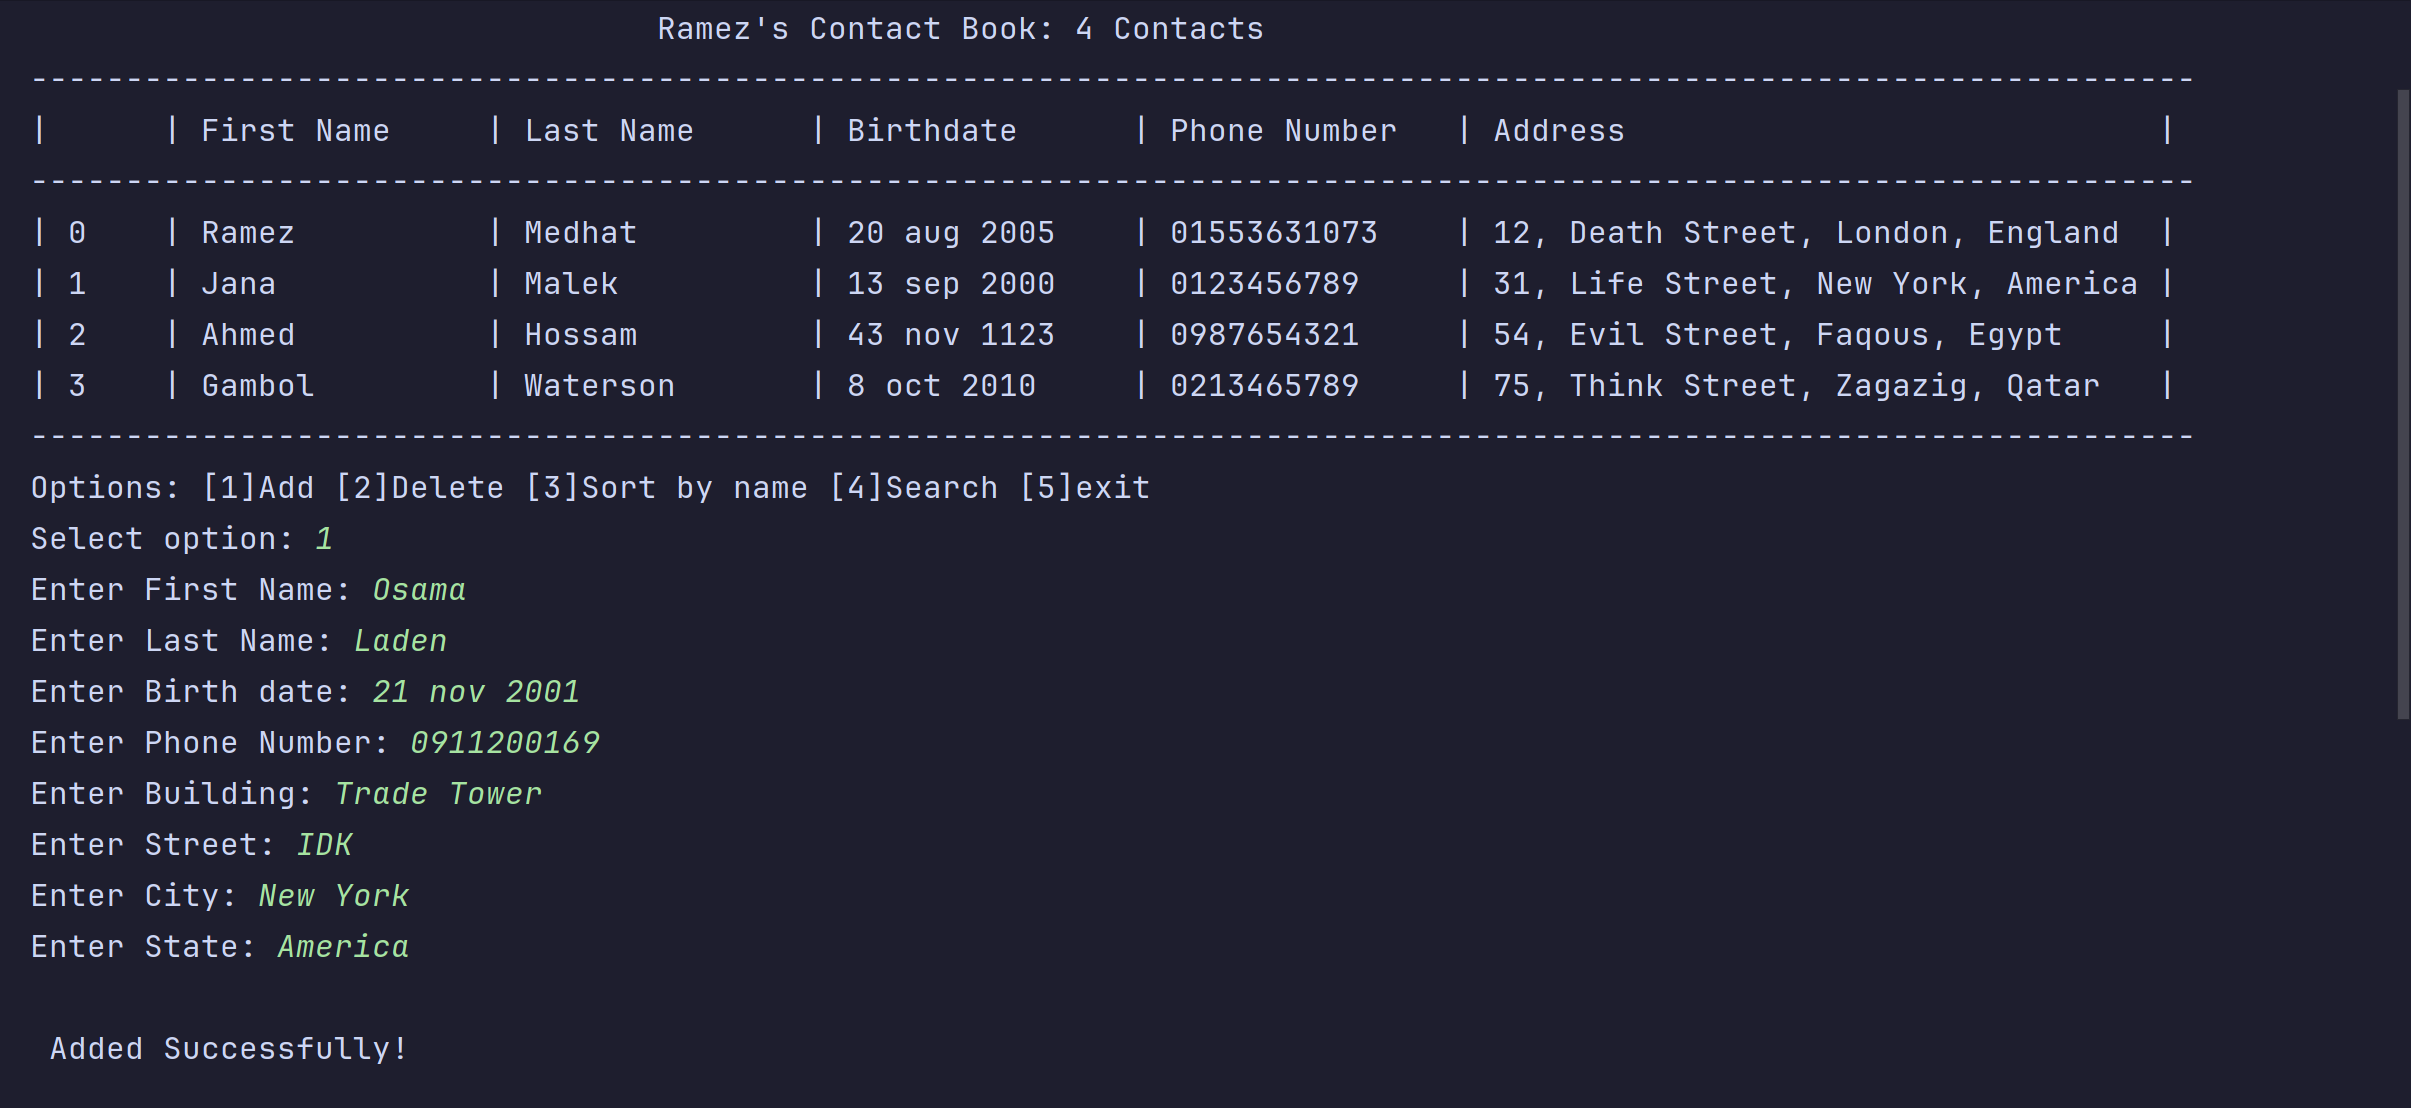 Ramez's Contact Book: 4 Contacts
------------------------------------------------------------------------------------------------------------------
|      | First Name     | Last Name      | Birthdate      | Phone Number   | Address                            |
------------------------------------------------------------------------------------------------------------------
| 0    | Ramez          | Medhat         | 20 aug 2005    | 01553631073    | 12, Death Street, London, England  |
| 1    | Jana           | Malek          | 13 sep 2000    | 0123456789     | 31, Life Street, New York, America |
| 2    | Ahmed          | Hossam         | 43 nov 1123    | 0987654321     | 54, Evil Street, Faqous, Egypt     |
| 3    | Gambol         | Waterson       | 8 oct 2010     | 0213465789     | 75, Think Street, Zagazig, Qatar   |
------------------------------------------------------------------------------------------------------------------
Options: [1]Add [2]Delete [3]Sort by name [4]Search [5]exit
Select option: 1
Enter First Name: Osama
Enter Last Name: Laden
Enter Birth date: 21 nov 2001
Enter Phone Number: 0911200169
Enter Building: Trade Tower
Enter Street: IDK
Enter City: New York
Enter State: America
Added Successfully!